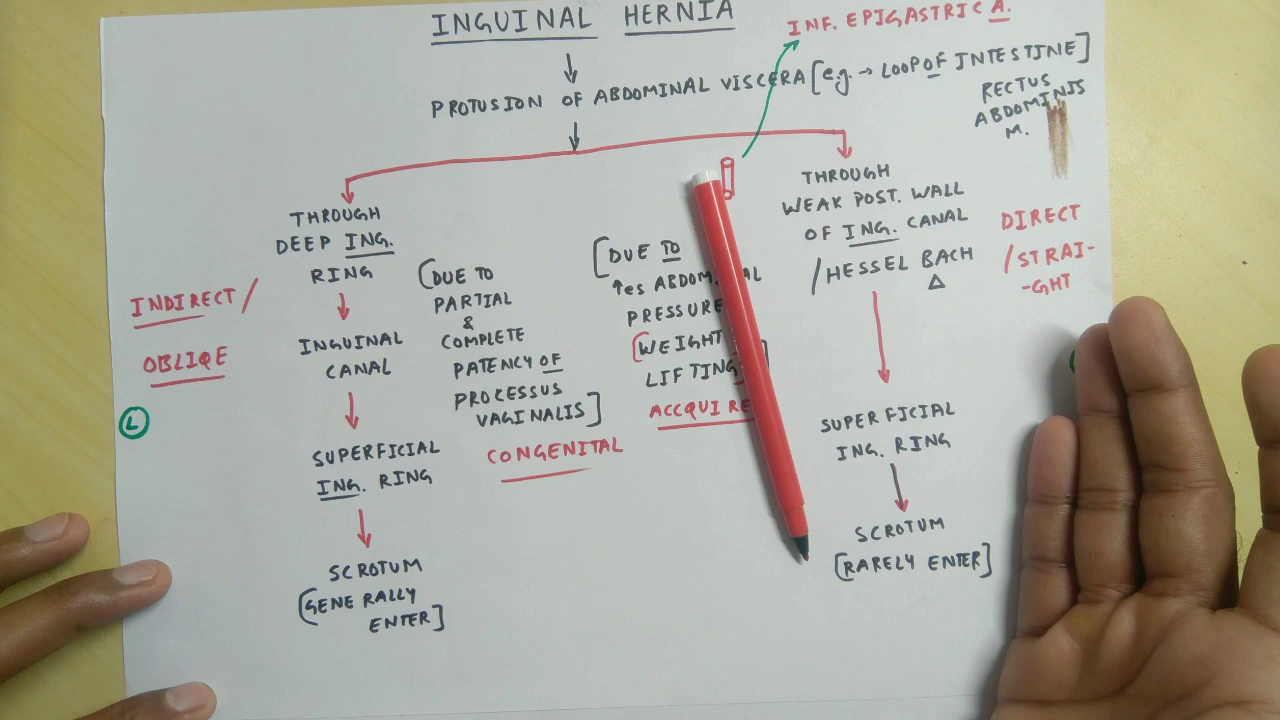 INGUINAL HERNIA
INF. EPIGASTRIC A.
PROTUSION OF ABDOMINAL VISCERA [e.g. → LOOP OF INTESTINE]
RECTUS
ABDOMINIS
M.
THROUGH
DEEP ING.
RING
INDIRECT /
OBLIQE
L
INGUINAL
CANAL
SUPERFICIAL
ING. RING
SCROTUM
[GENERALLY
ENTER]
[DUE TO
PARTIAL
&
COMPLETE
PATENCY OF
PROCESSUS
VAGINALIS]
CONGENITAL
[DUE TO
↑es
PRESSURE
[WEIGHT
LIFTING]
THROUGH
WEAK POST. WALL
OF ING. CANAL
/HESSEL BACH
Δ
DIRECT
/STRAI-
-GHT
SUPERFICIAL
ING. RING
SCROTUM
[RARELY ENTER]